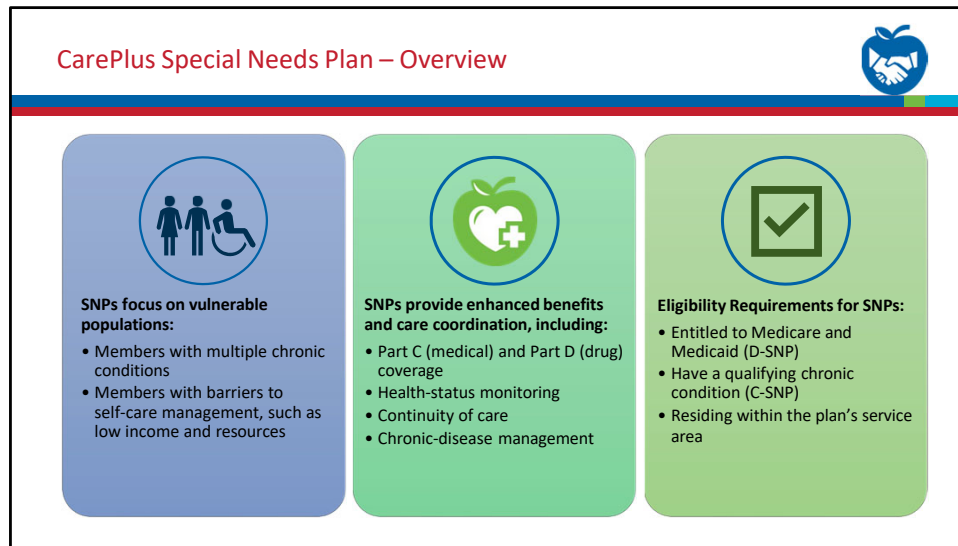 CarePlus Special Needs Plan – Overview
SNPs focus on vulnerable
populations:
• Members with multiple chronic
conditions
• Members with barriers to
self-care management, such as
low income and resources
SNPs provide enhanced benefits
and care coordination, including:
• Part C (medical) and Part D (drug)
coverage
• Health-status monitoring
• Continuity of care
• Chronic-disease management
Eligibility Requirements for SNPs:
• Entitled to Medicare and
Medicaid (D-SNP)
• Have a qualifying chronic
condition (C-SNP)
• Residing within the plan’s service
area